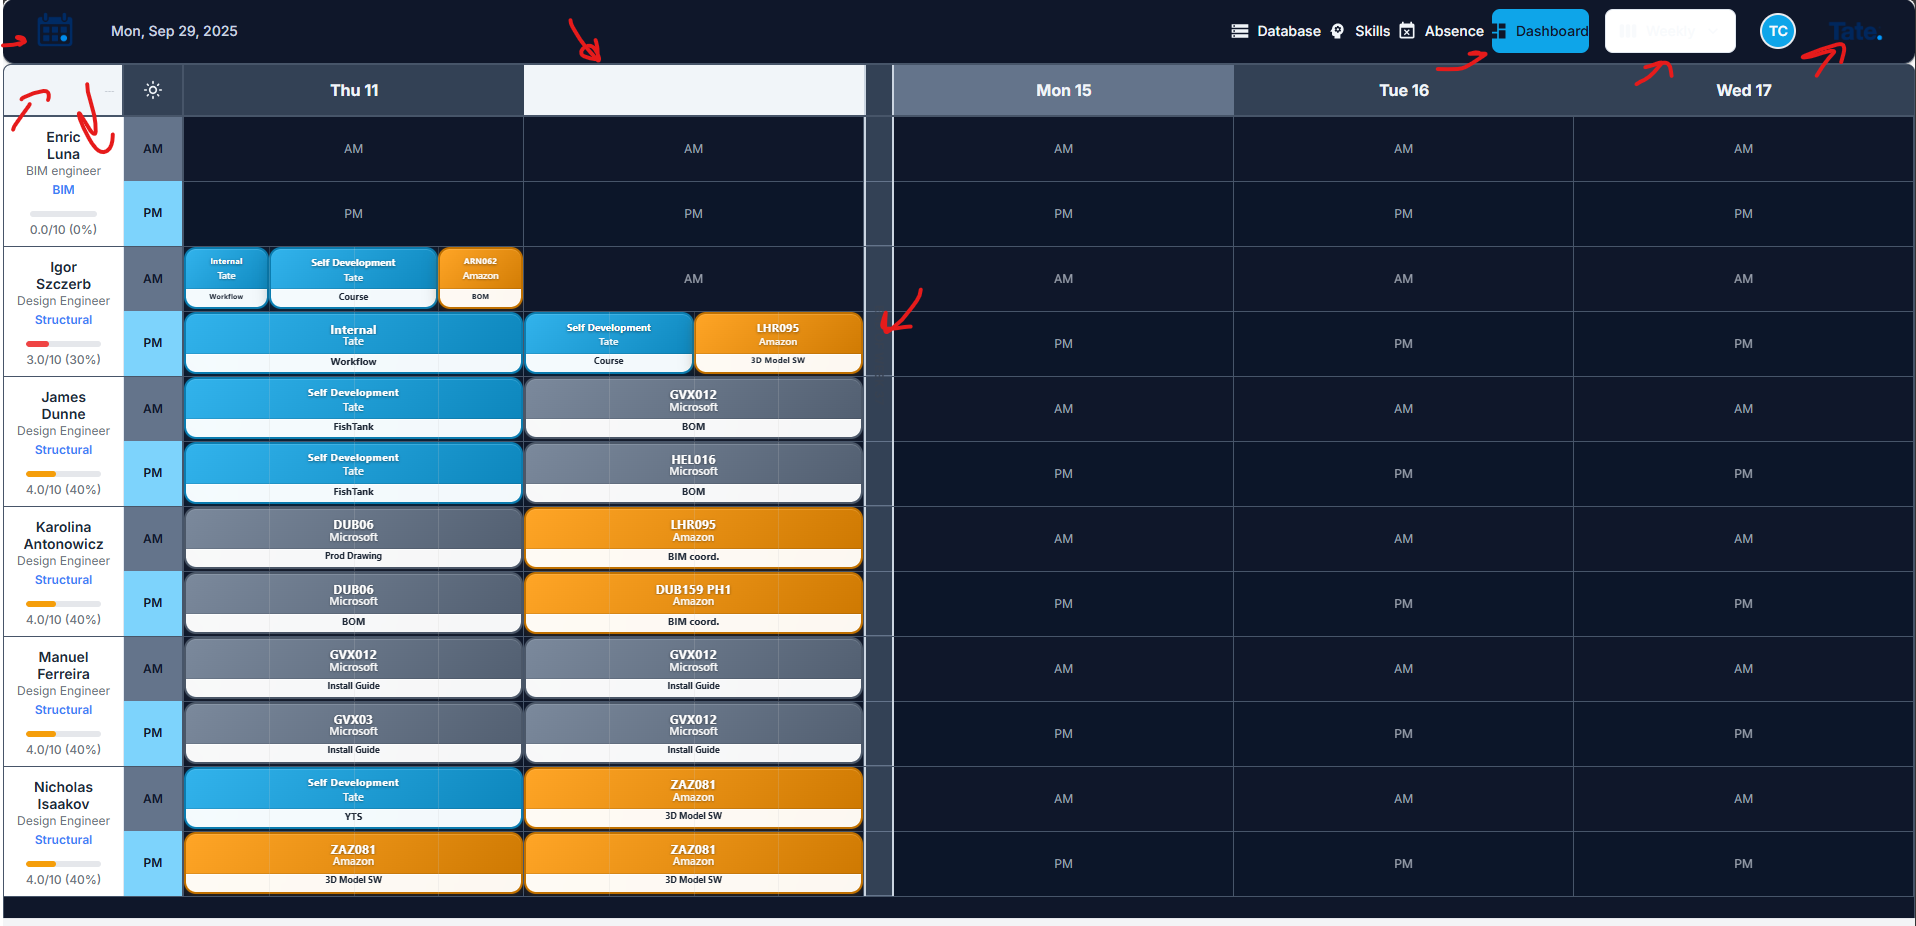 Mon, Sep 29, 2025
Database Skills Absence Dashboard Weekly TC Tate.
Thu 11 Mon 15 Tue 16 Wed 17
Enric
Luna
BIM engineer
BIM
0.0/10 (0%)
AM AM AM AM AM AM
PM PM PM PM PM PM
Igor
Szczerb
Design Engineer
Structural
3.0/10 (30%)
AM
Internal
Tate
Workflow
Self Development
Tate
Course
ARN062
Amazon
BOM
AM AM AM AM
PM
Internal
Tate
Workflow
Self Development
Tate
Course
LHR095
Amazon
3D Model SW
PM PM PM
James
Dunne
Design Engineer
Structural
4.0/10 (40%)
AM
Self Development
Tate
FishTank
GVX012
Microsoft
BOM
AM AM AM
PM
Self Development
Tate
FishTank
HEL016
Microsoft
BOM
PM PM PM
Karolina
Antonowicz
Design Engineer
Structural
4.0/10 (40%)
AM
DUB06
Microsoft
Prod Drawing
LHR095
Amazon
BIM coord.
AM AM AM
PM
DUB06
Microsoft
BOM
DUB159 PH1
Amazon
BIM coord.
PM PM PM
Manuel
Ferreira
Design Engineer
Structural
4.0/10 (40%)
AM
GVX012
Microsoft
Install Guide
GVX012
Microsoft
Install Guide
AM AM AM
PM
GVX03
Microsoft
Install Guide
GVX012
Microsoft
Install Guide
PM PM PM
Nicholas
Isaakov
Design Engineer
Structural
4.0/10 (40%)
AM
Self Development
Tate
YTS
ZAZ081
Amazon
3D Model SW
AM AM AM
PM
ZAZ081
Amazon
3D Model SW
ZAZ081
Amazon
3D Model SW
PM PM PM